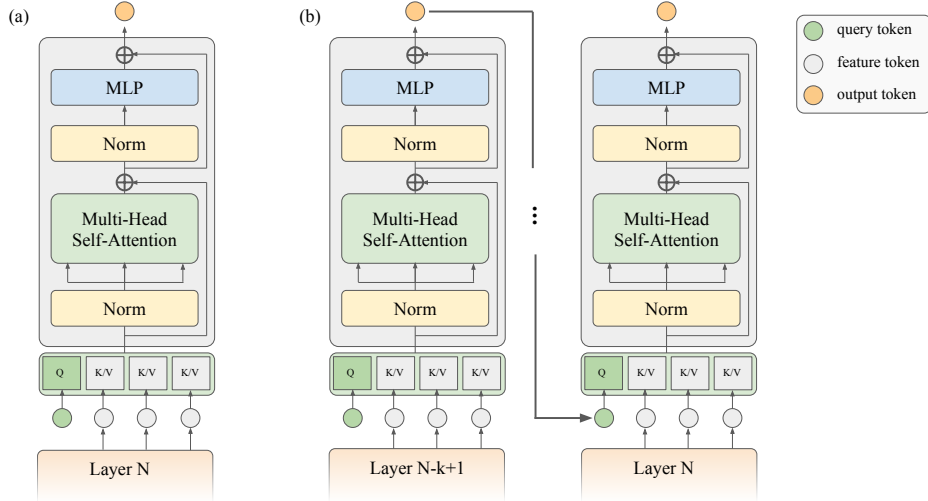 (a)
MLP
Norm
Multi-Head
Self-Attention
Norm
Q K/V K/V K/V
Layer N
(b)
MLP
Norm
Multi-Head
Self-Attention
Norm
Q K/V K/V K/V
Layer N-k+1
...
MLP
Norm
Multi-Head
Self-Attention
Norm
Q K/V K/V K/V
Layer N
query token
feature token
output token